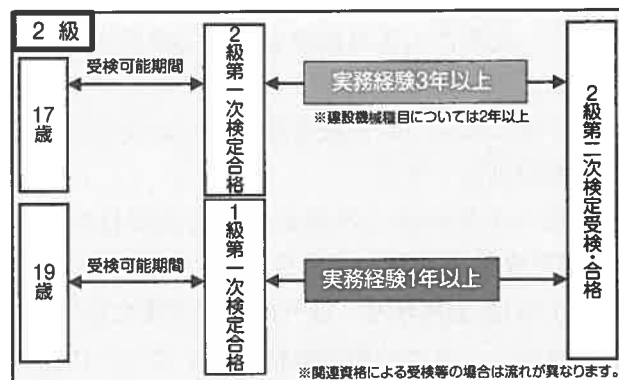 2 級
17歳
受検可能期間
2級第一次検定合格
実務経験3年以上
※建設機械種目については2年以上
19歳
受検可能期間
1級第一次検定合格
実務経験1年以上
2級第二次検定受検・合格
※関連資格による受検等の場合は流れが異なります。